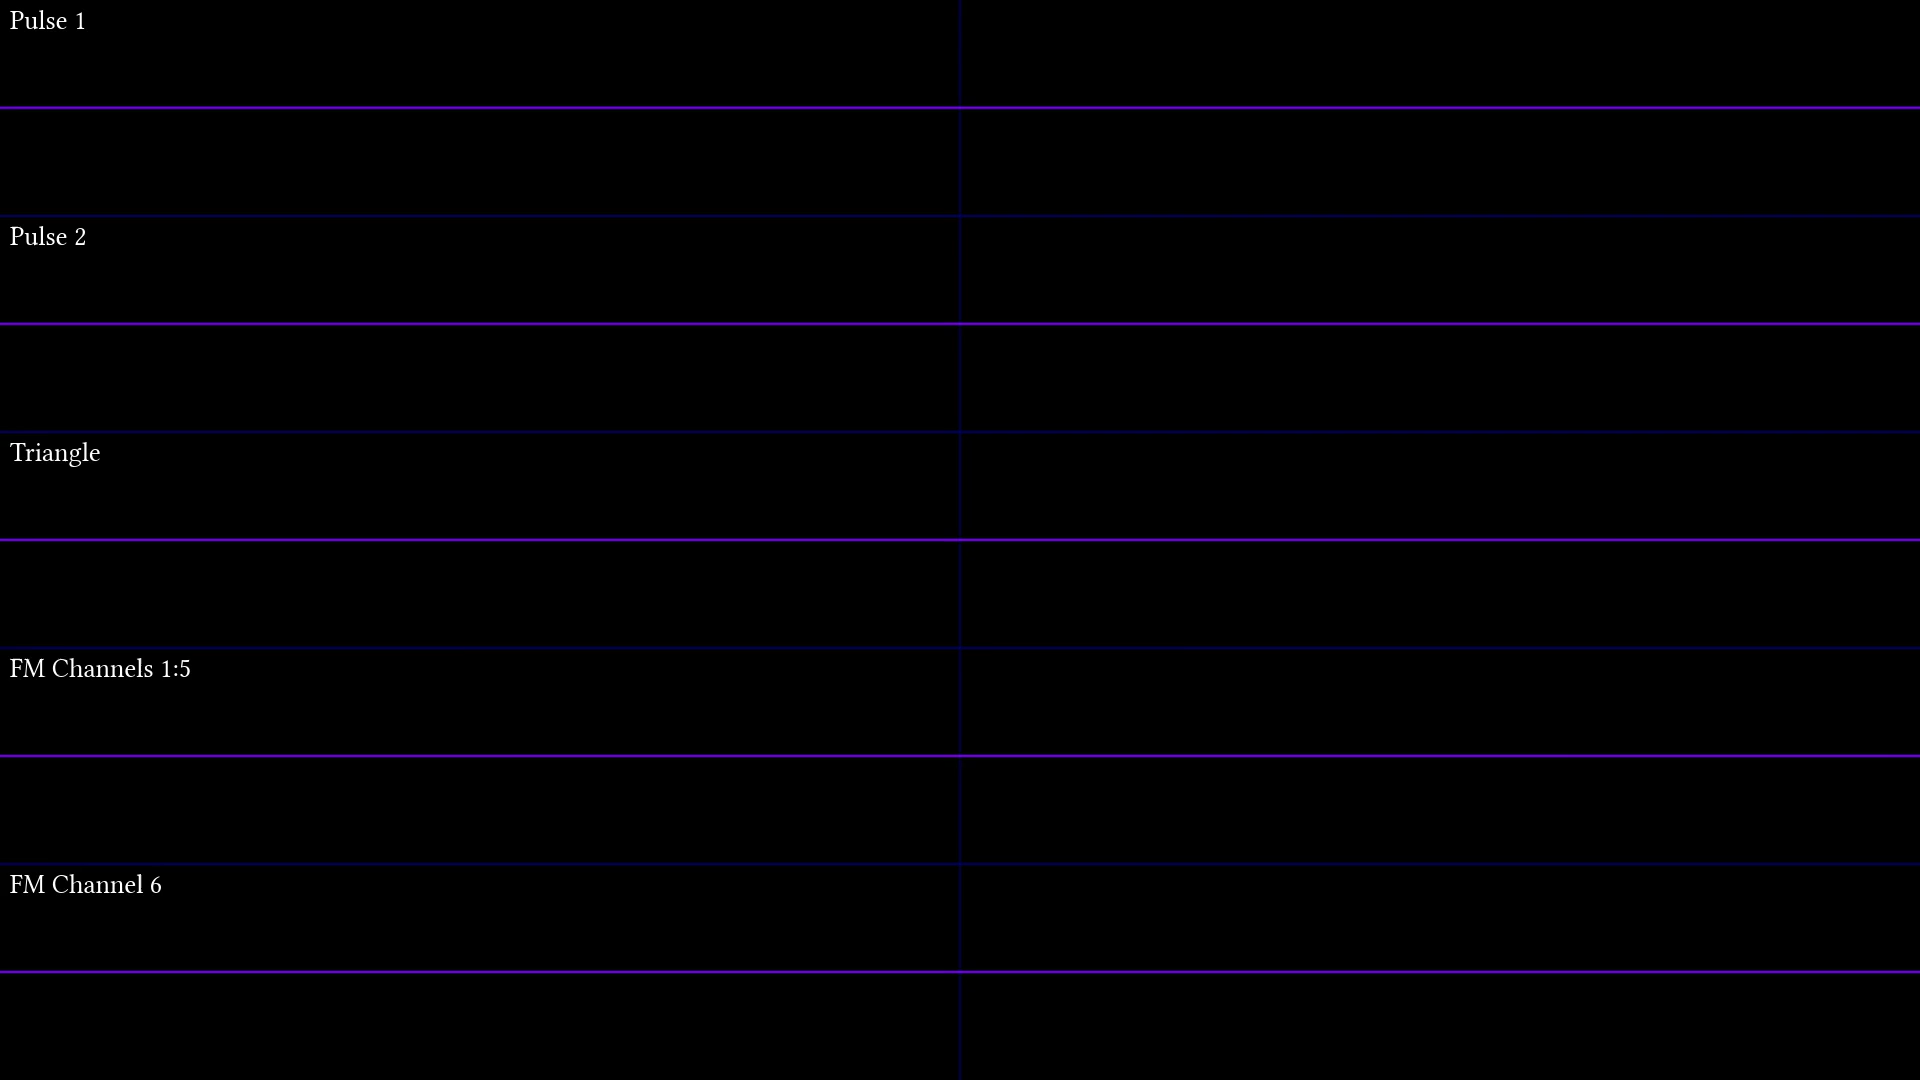 Pulse 1
Pulse 2
Triangle
FM Channels 1:5
FM Channel 6